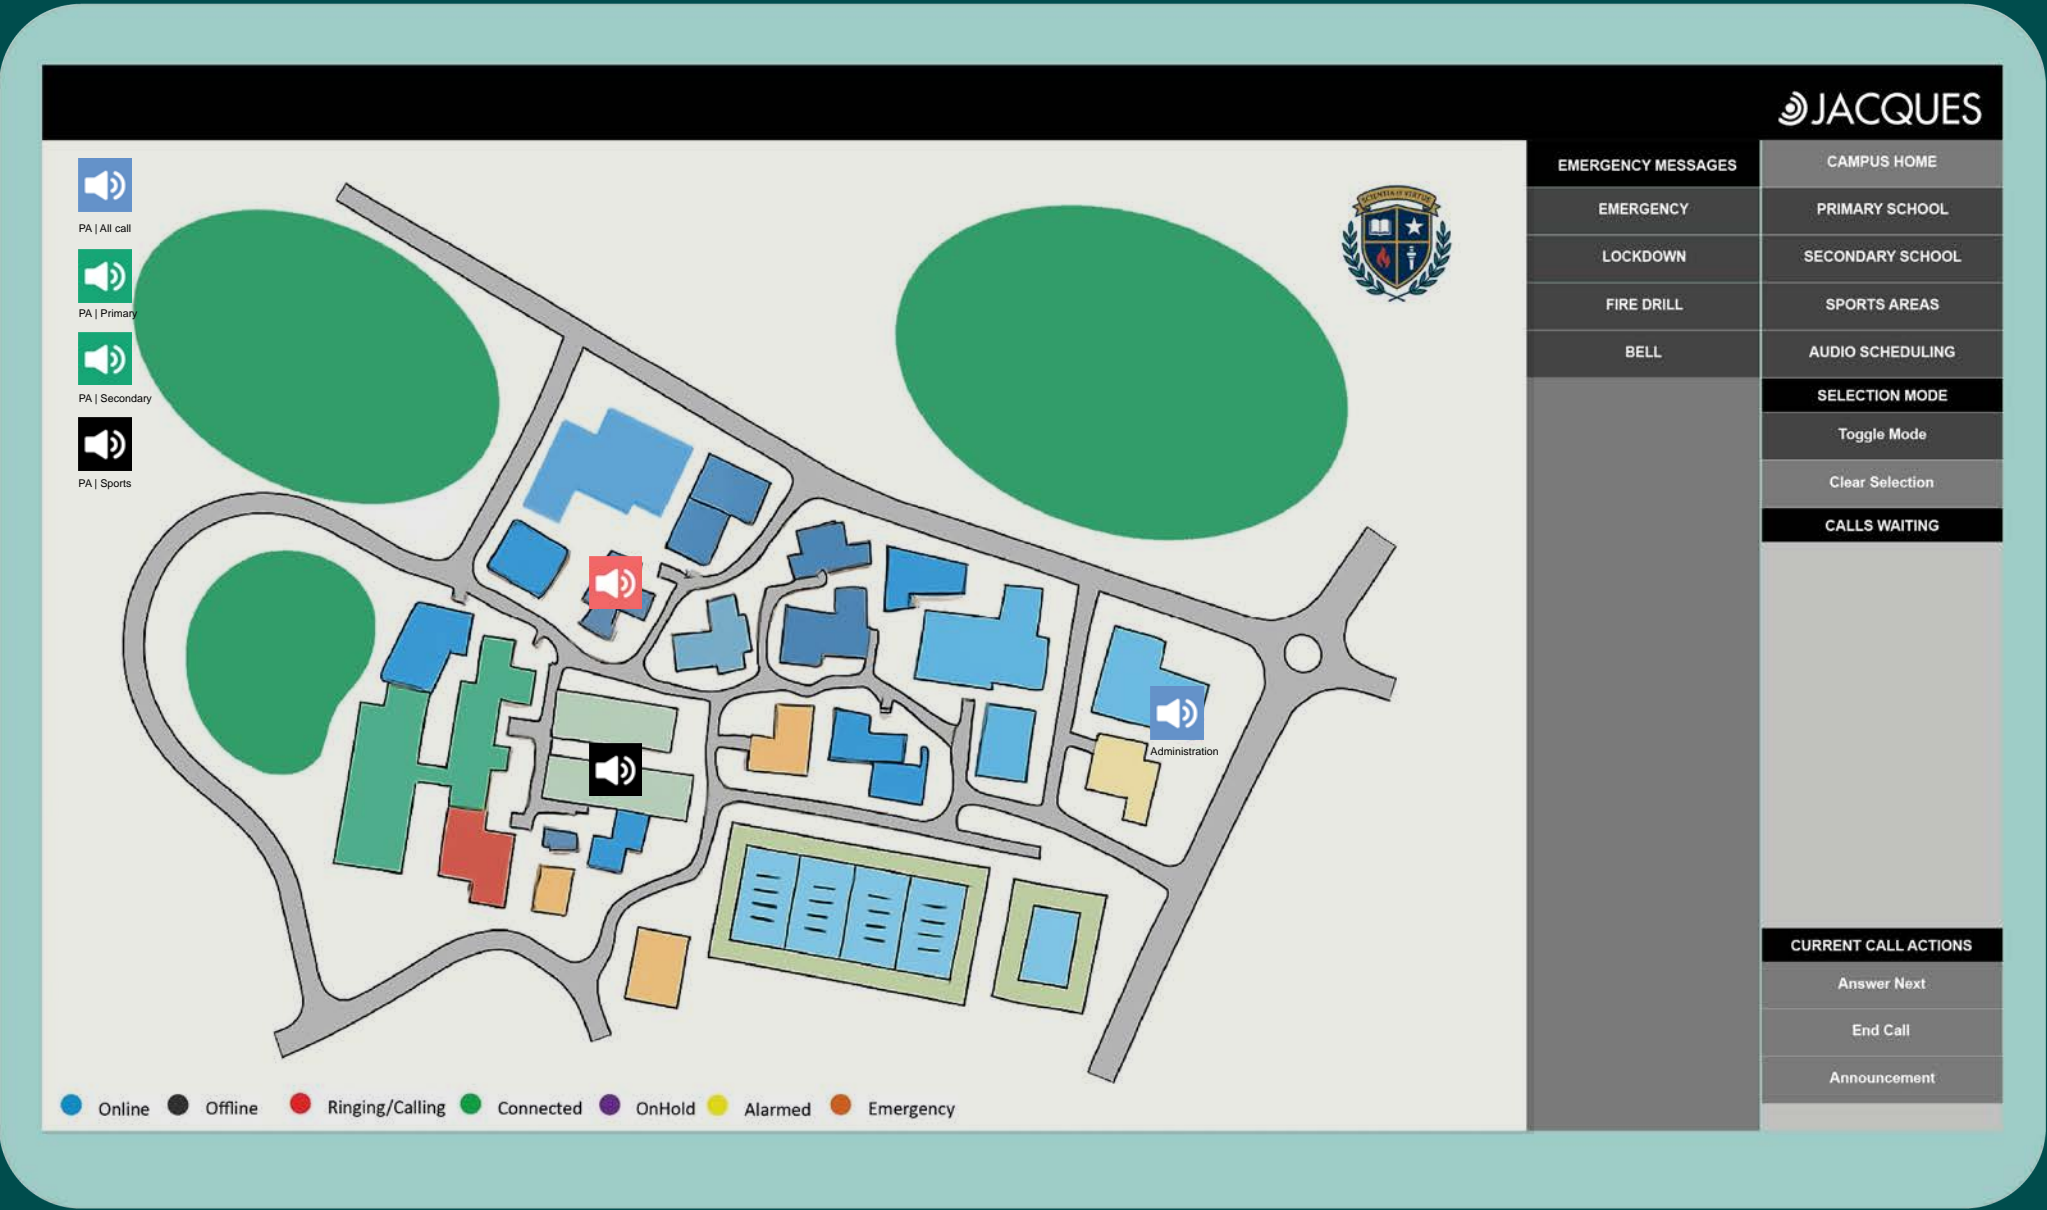 JACQUES
PA | All call
PA | Primary
PA | Secondary
PA | Sports
Administration
Online
Offline
Ringing/Calling
Connected
OnHold
Alarmed
Emergency
EMERGENCY MESSAGES
EMERGENCY
LOCKDOWN
FIRE DRILL
BELL
CAMPUS HOME
PRIMARY SCHOOL
SECONDARY SCHOOL
SPORTS AREAS
AUDIO SCHEDULING
SELECTION MODE
Toggle Mode
Clear Selection
CALLS WAITING
CURRENT CALL ACTIONS
Answer Next
End Call
Announcement